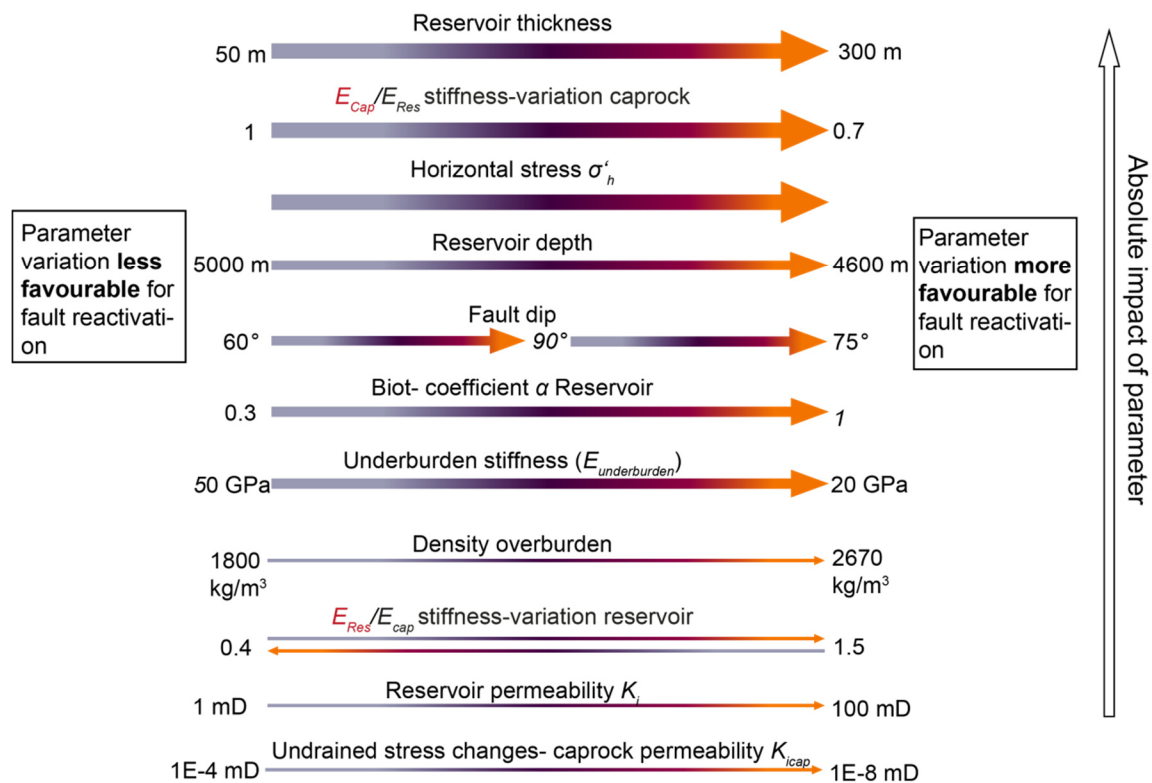 Reservoir thickness
50 m
300 m
E_Cap/E_Res stiffness-variation caprock
1
0.7
Horizontal stress σ‘_h
Parameter
variation less
favourable for
fault reactivati-
on
Reservoir depth
5000 m
4600 m
Parameter
variation more
favourable for
fault reactivati-
on
Fault dip
60°
90°
75°
Biot- coefficient α Reservoir
0.3
1
Underburden stiffness (E_underburden)
50 GPa
20 GPa
Density overburden
1800
kg/m³
2670
kg/m³
E_Res/E_cap stiffness-variation reservoir
0.4
1.5
Reservoir permeability K_i
1 mD
100 mD
Undrained stress changes- caprock permeability K_icap
1E-4 mD
1E-8 mD
Absolute impact of parameter